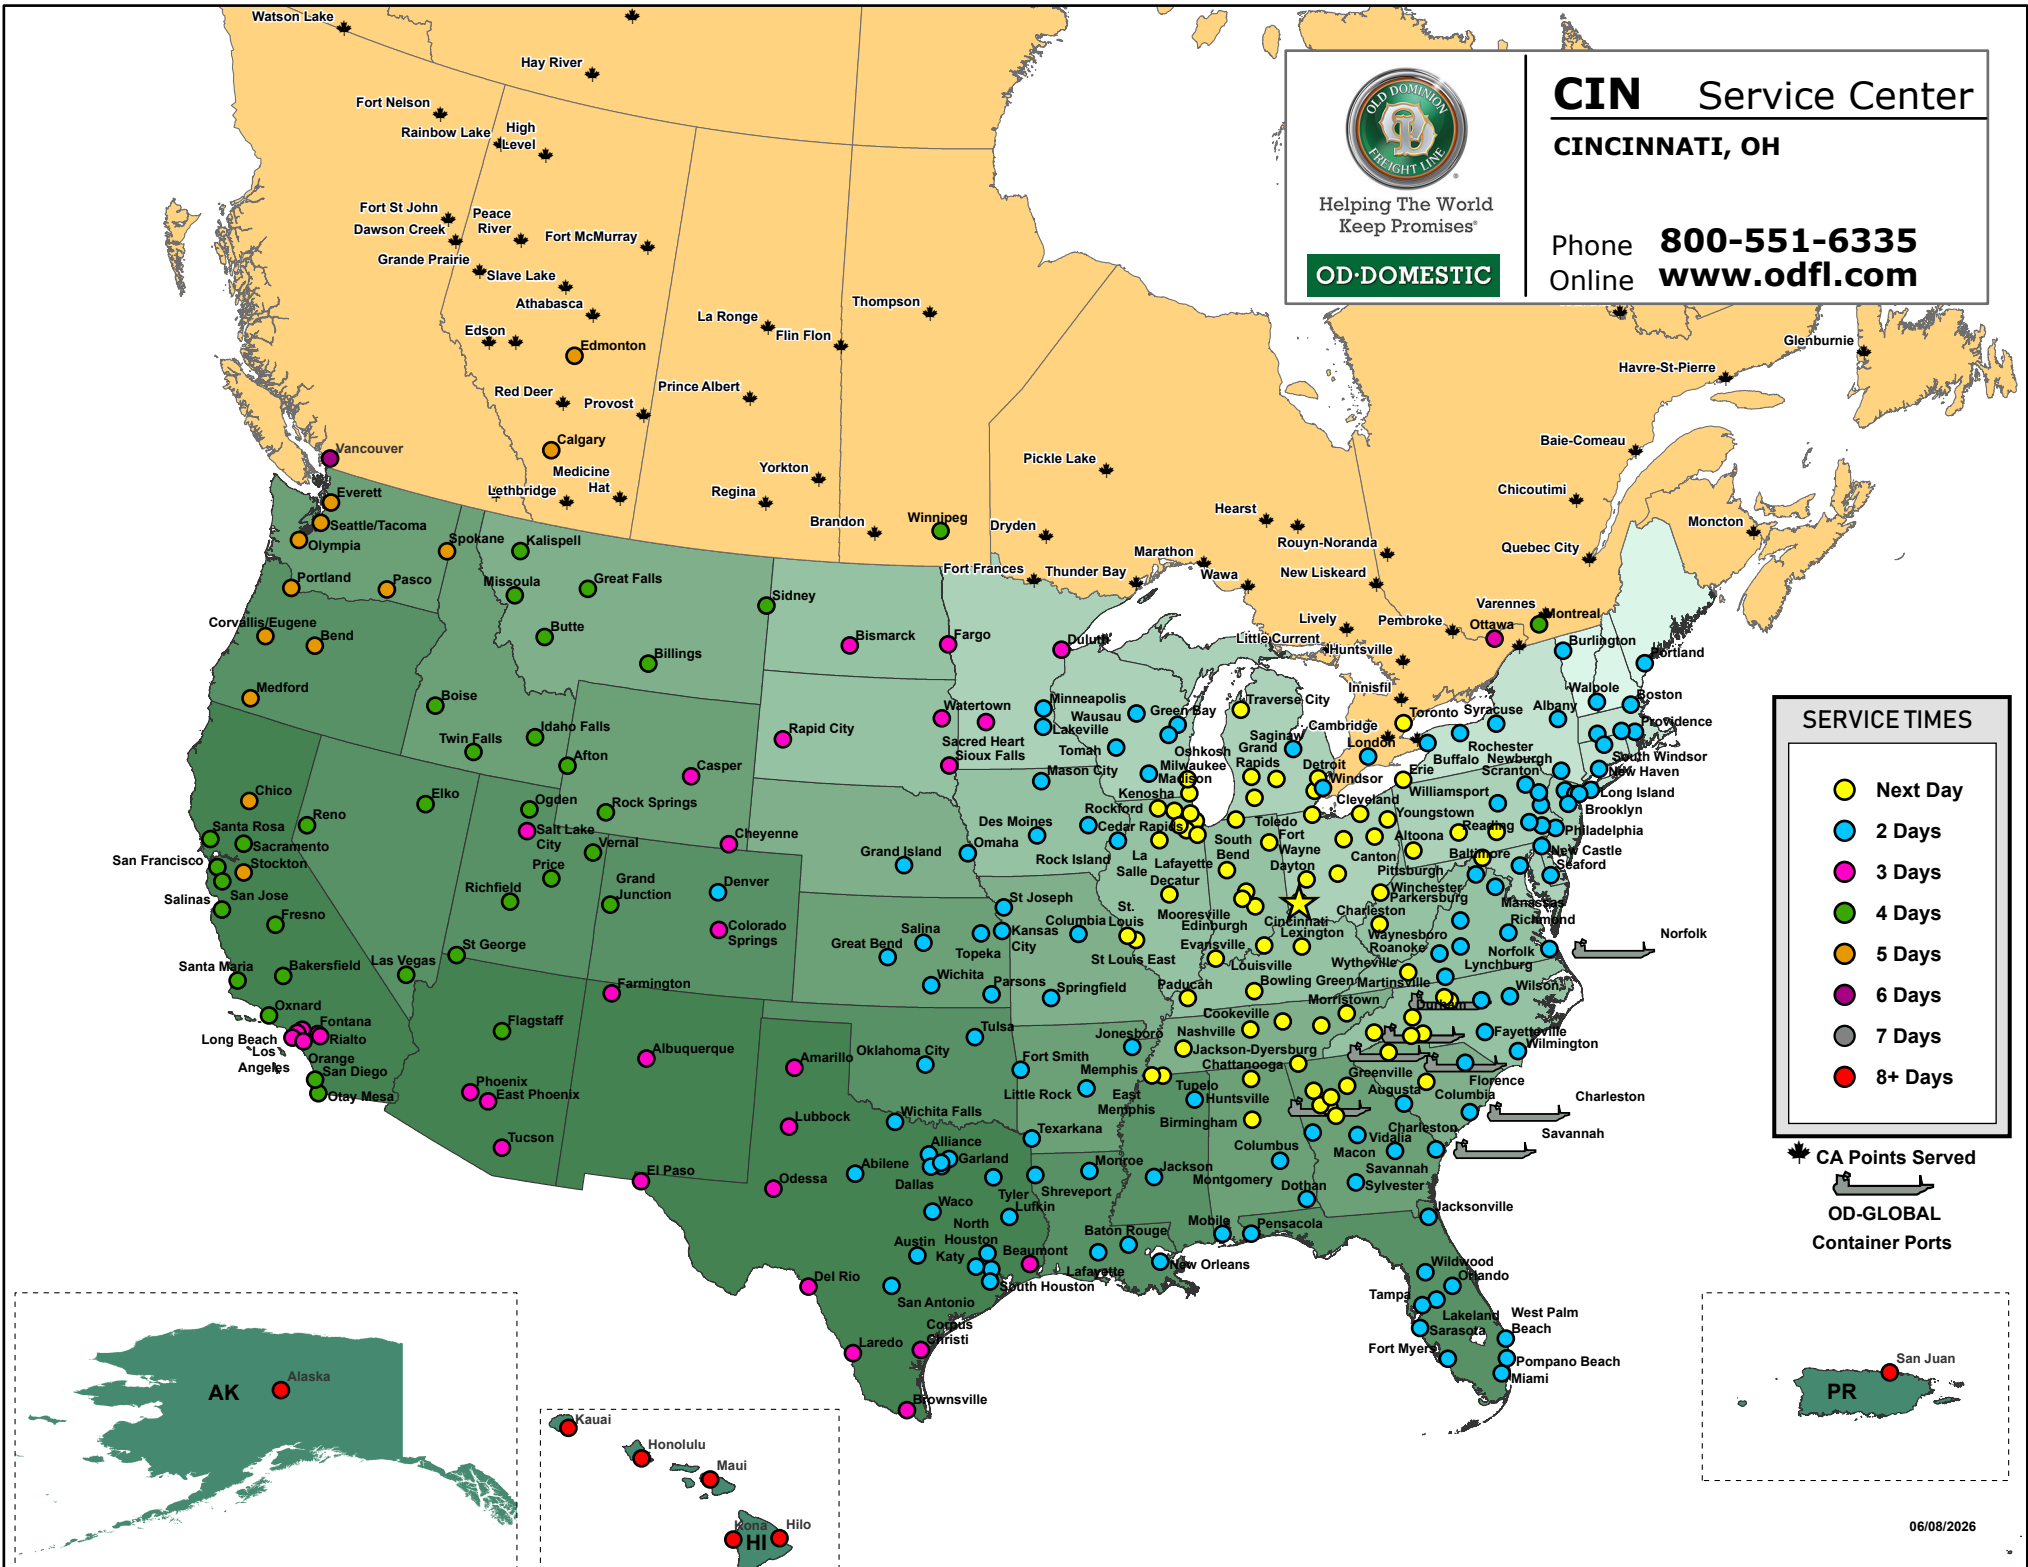 Watson Lake
Hay River
Fort Nelson
Rainbow Lake
High
Level
Fort St John
Dawson Creek
Peace
River
Fort McMurray
Grande Prairie
Slave Lake
Athabasca
Edson
Edmonton
La Ronge
Flin Flon
Thompson
Red Deer
Provost
Prince Albert
Calgary
Medicine
Hat
Lethbridge
Yorkton
Regina
Brandon
Winnipeg
Dryden
Pickle Lake
Fort Frances
Thunder Bay
Marathon
Wawa
Hearst
Rouyn-Noranda
New Liskeard
Lively
Little Current
Huntsville
Pembroke
Ottawa
Varennes
Montreal
Innisfil
Toronto
Cambridge
London
Windsor
Glenburnie
Havre-St-Pierre
Baie-Comeau
Chicoutimi
Quebec City
Moncton
Vancouver
OLD DOMINION
FREIGHT LINE
Helping The World
Keep Promises®
OD·DOMESTIC
CIN Service Center
CINCINNATI, OH
Phone 800-551-6335
Online www.odfl.com
Everett
Seattle/Tacoma
Olympia
Spokane
Portland
Pasco
Corvallis/Eugene
Bend
Medford
Kalispell
Missoula
Great Falls
Butte
Billings
Sidney
Boise
Idaho Falls
Twin Falls
Afton
Casper
Rock Springs
Cheyenne
Bismarck
Fargo
Duluth
Rapid City
Watertown
Sacred Heart
Sioux Falls
Minneapolis
Lakeville
Wausau
Green Bay
Tomah
Oshkosh
Milwaukee
Madison
Kenosha
Mason City
Rockford
Cedar Rapids
Des Moines
Omaha
Rock Island
La
Salle
Grand Island
Chico
Reno
Elko
Santa Rosa
Sacramento
San Francisco
Stockton
San Jose
Salinas
Fresno
Santa Maria
Bakersfield
Oxnard
Las Vegas
Long Beach
Los
Angeles
Fontana
Rialto
Orange
San Diego
Otay Mesa
Ogden
Salt Lake
City
Vernal
Price
Richfield
St George
Grand
Junction
Denver
Colorado
Springs
Farmington
Flagstaff
Albuquerque
Phoenix
East Phoenix
Tucson
El Paso
Salina
Great Bend
Topeka
Kansas
City
St Joseph
Columbia
Wichita
Parsons
Springfield
St.
Louis
St Louis East
Tulsa
Oklahoma City
Fort Smith
Little Rock
Jonesboro
Amarillo
Lubbock
Odessa
Wichita Falls
Abilene
Alliance
Garland
Dallas
Texarkana
Waco
Tyler
Lufkin
Austin
North
Houston
Katy
South Houston
Beaumont
San Antonio
Del Rio
Laredo
Corpus
Christi
Brownsville
Shreveport
Monroe
Lafayette
Baton Rouge
New Orleans
Jackson
Tupelo
Memphis
East
Memphis
Traverse City
Saginaw
Grand
Rapids
Detroit
Toledo
South
Bend
Fort
Wayne
Lafayette
Decatur
Mooresville
Edinburgh
Dayton
Cincinnati
Lexington
Evansville
Louisville
Bowling Green
Paducah
Nashville
Cookeville
Morristown
Jackson-Dyersburg
Chattanooga
Huntsville
Birmingham
Montgomery
Mobile
Dothan
Pensacola
Columbus
Macon
Vidalia
Savannah
Sylvester
Augusta
Greenville
Columbia
Charleston
Florence
Cleveland
Canton
Youngstown
Erie
Pittsburgh
Altoona
Winchester
Parkersburg
Charleston
Waynesboro
Roanoke
Wytheville
Martinsville
Lynchburg
Manassas
Richmond
Norfolk
Durham
Wilson
Fayetteville
Wilmington
Buffalo
Rochester
Syracuse
Albany
Burlington
Portland
Walpole
Boston
Providence
South Windsor
New Haven
Newburgh
Scranton
Williamsport
Long Island
Brooklyn
Reading
Philadelphia
New Castle
Baltimore
Seaford
Jacksonville
Wildwood
Orlando
Tampa
Lakeland
Sarasota
Fort Myers
West Palm
Beach
Pompano Beach
Miami
Norfolk
Charleston
Savannah
SERVICE TIMES
Next Day
2 Days
3 Days
4 Days
5 Days
6 Days
7 Days
8+ Days
CA Points Served
OD-GLOBAL
Container Ports
AK
Alaska
Kauai
Honolulu
Maui
Kona
Hilo
HI
San Juan
PR
06/08/2026